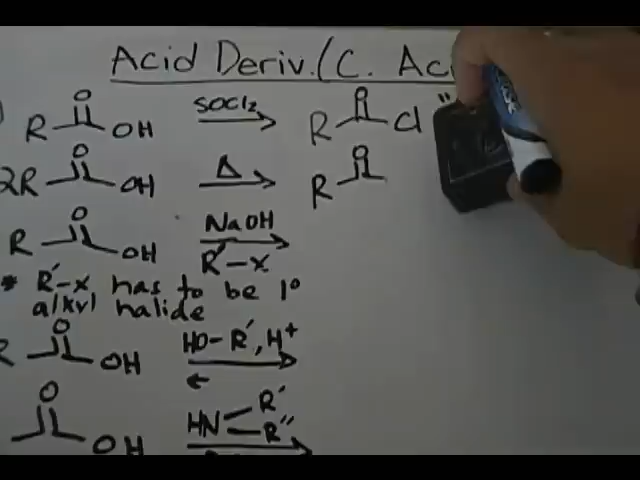 Acid Deriv. (C. Aci
R O OH SOCl2 R O Cl "
2R O OH Δ R O
R O OH NaOH R'-X
* R'-X has to be 1°
alkyl halide
R O OH HO-R', H+
O OH HN R' R"